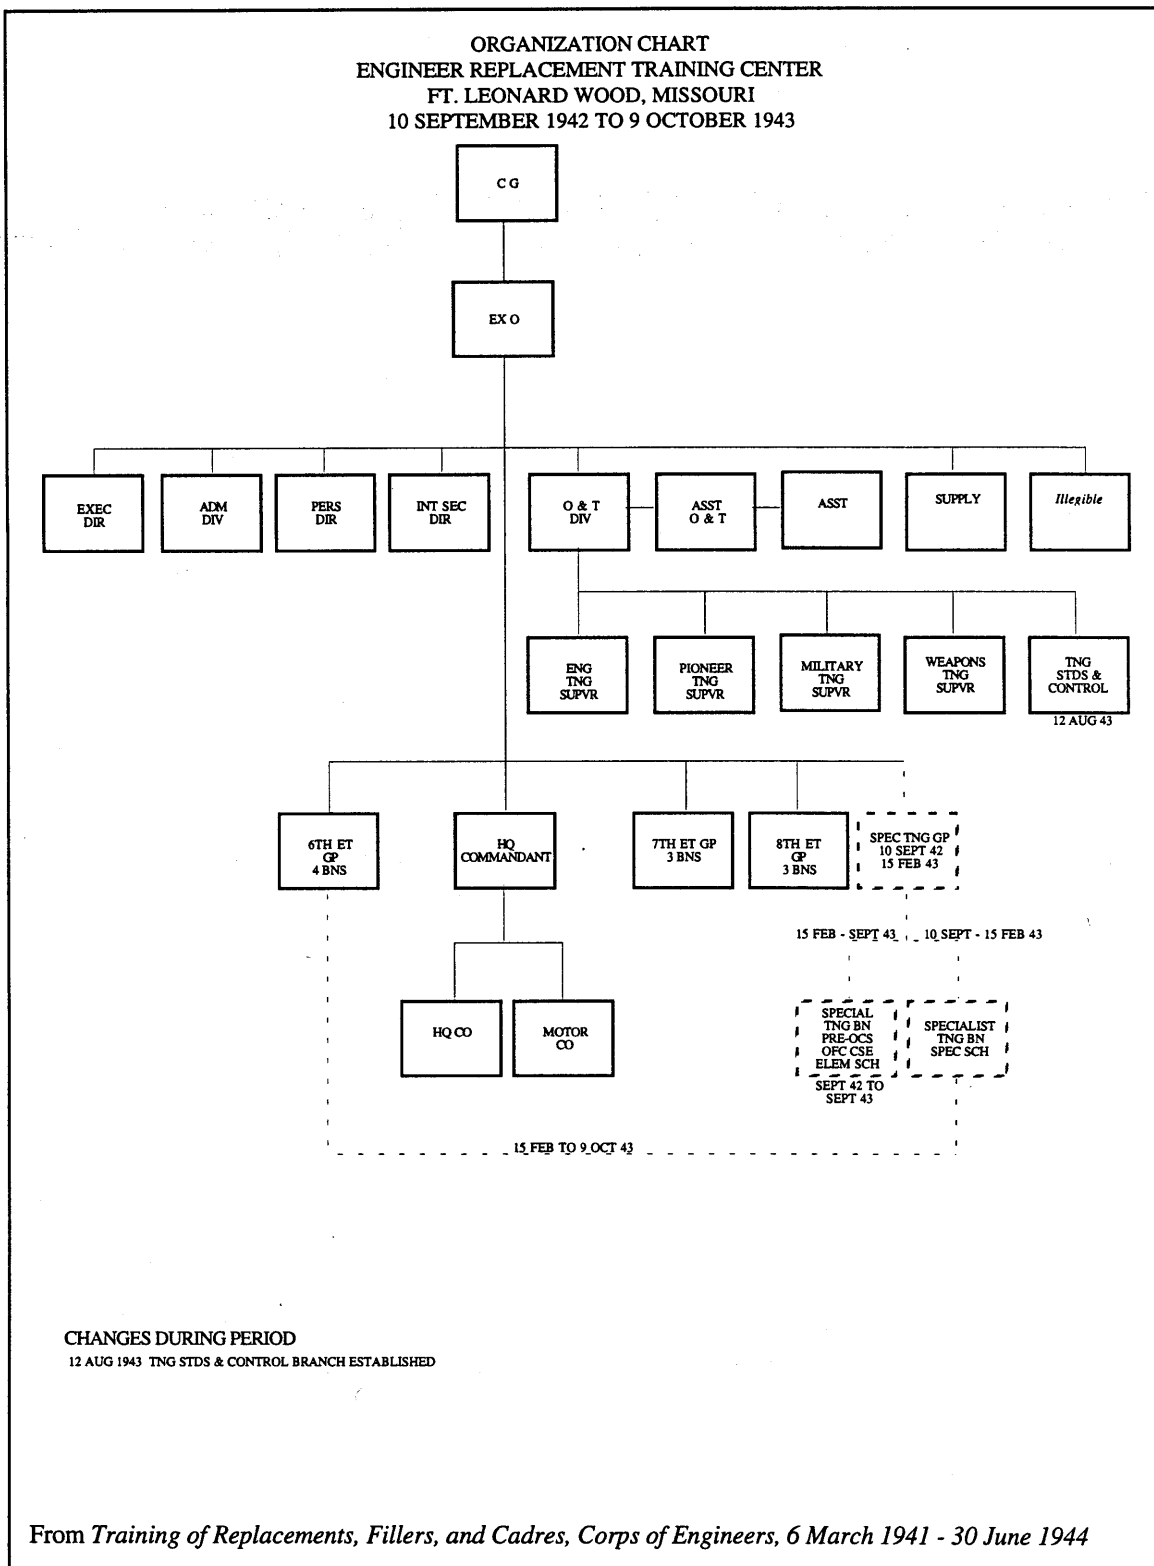 ORGANIZATION CHART
ENGINEER REPLACEMENT TRAINING CENTER
FT. LEONARD WOOD, MISSOURI
10 SEPTEMBER 1942 TO 9 OCTOBER 1943
C G
EX O
EXEC
DIR
ADM
DIV
PERS
DIR
INT SEC
DIR
O & T
DIV
ASST
O & T
ASST
SUPPLY
Illegible
ENG
TNG
SUPVR
PIONEER
TNG
SUPVR
MILITARY
TNG
SUPVR
WEAPONS
TNG
SUPVR
TNG
STDS &
CONTROL
12 AUG 43
6TH ET
GP
4 BNS
HQ
COMMANDANT
7TH ET GP
3 BNS
8TH ET
GP
3 BNS
SPEC TNG GP
10 SEPT 42
15 FEB 43
15 FEB - SEPT 43
10 SEPT - 15 FEB 43
HQ CO
MOTOR
CO
SPECIAL
TNG BN
PRE-OCS
OFC CSE
ELEM SCH
SEPT 42 TO
SEPT 43
SPECIALIST
TNG BN
SPEC SCH
15 FEB TO 9 OCT 43
CHANGES DURING PERIOD
12 AUG 1943 TNG STDS & CONTROL BRANCH ESTABLISHED
From Training of Replacements, Fillers, and Cadres, Corps of Engineers, 6 March 1941 - 30 June 1944